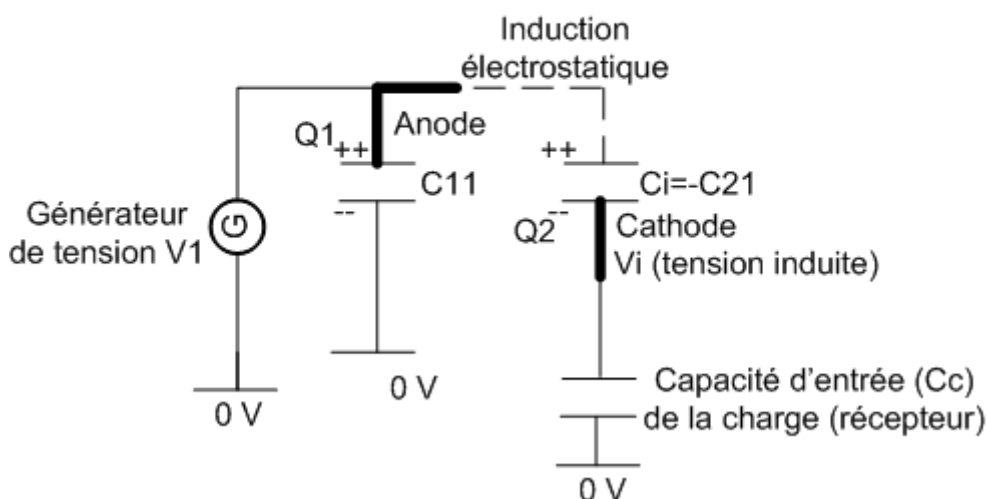 Induction
électrostatique
Q1
++
Anode
++
C11
Ci=-C21
--
--
Générateur
de tension V1
G
Q2
Cathode
Vi (tension induite)
0 V
0 V
Capacité d'entrée (Cc)
de la charge (récepteur)
0 V